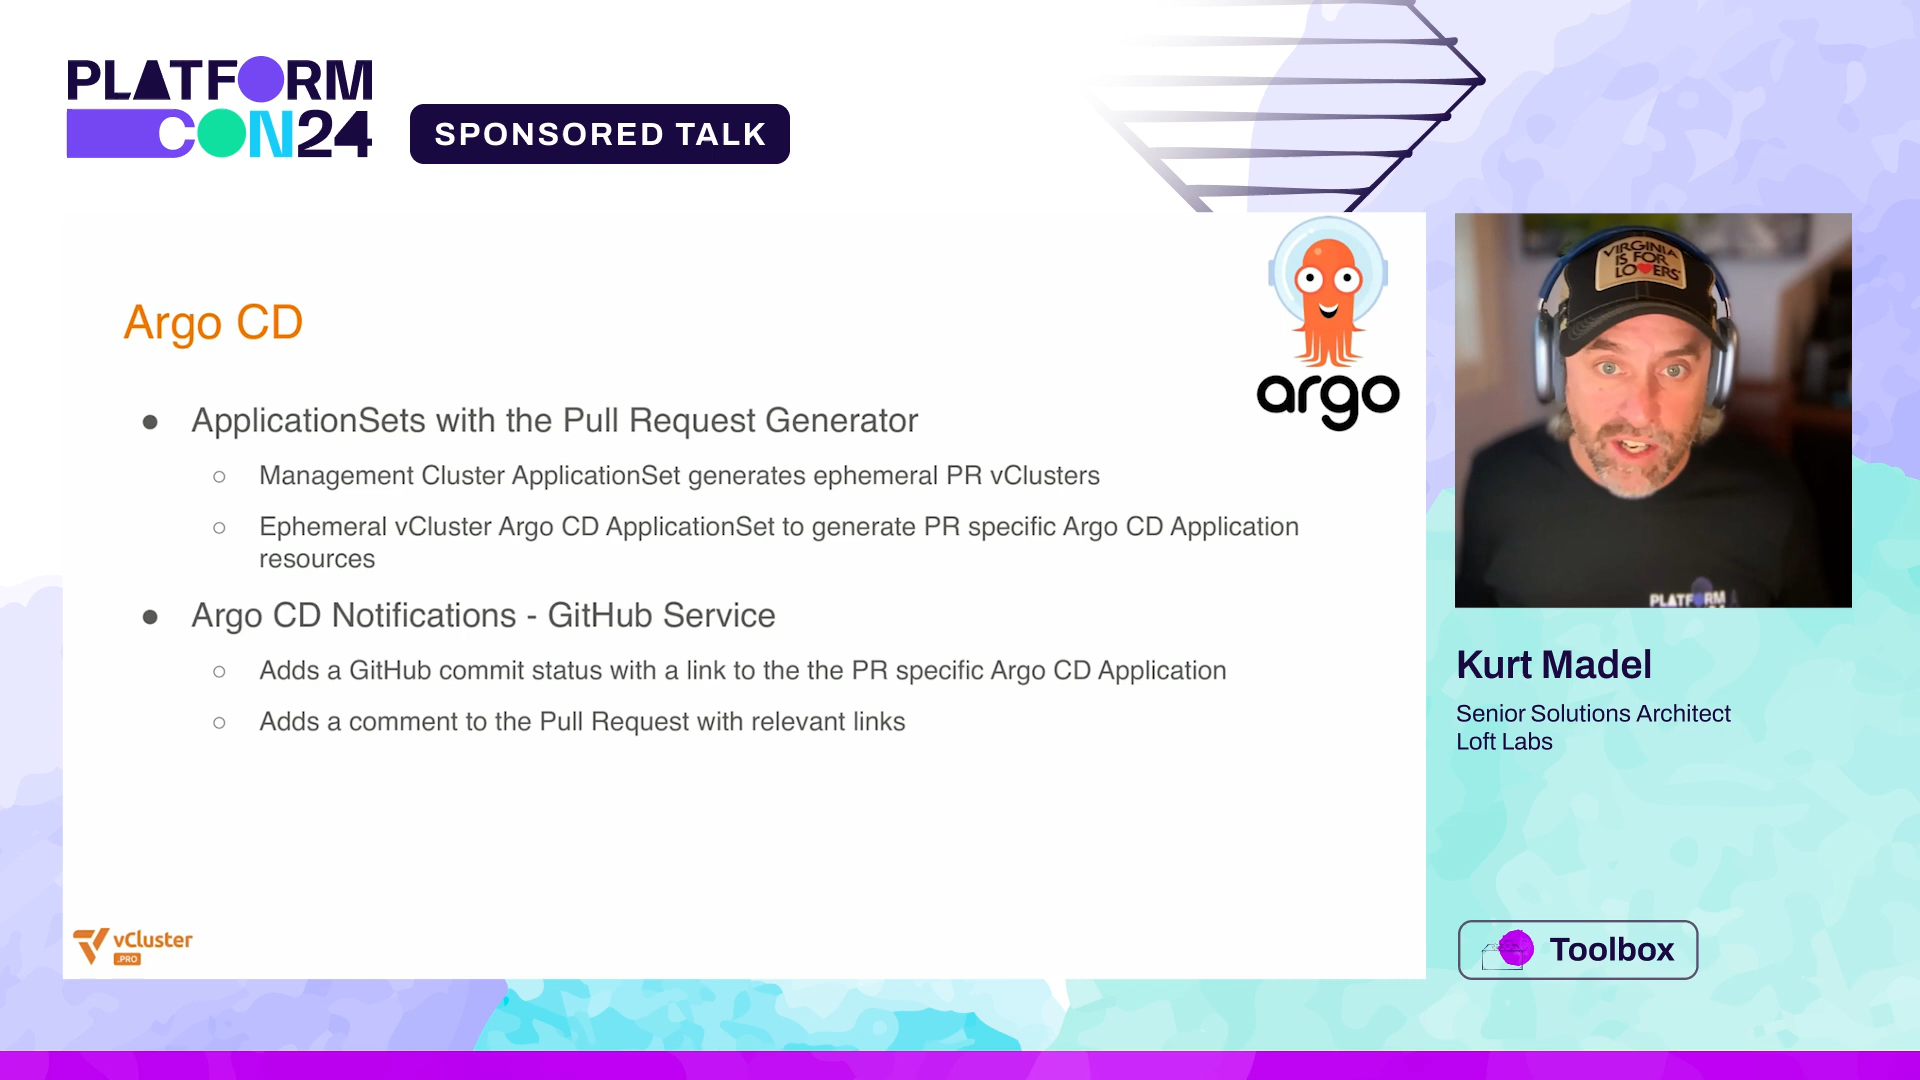 PLATFORM
CON24
SPONSORED TALK
argo
Argo CD
● ApplicationSets with the Pull Request Generator
○ Management Cluster ApplicationSet generates ephemeral PR vClusters
○ Ephemeral vCluster Argo CD ApplicationSet to generate PR specific Argo CD Application
resources
● Argo CD Notifications - GitHub Service
○ Adds a GitHub commit status with a link to the the PR specific Argo CD Application
○ Adds a comment to the Pull Request with relevant links
vCluster
.PRO
VIRGINIA
IS FOR
LO♥ERS
PLATFORM
Kurt Madel
Senior Solutions Architect
Loft Labs
Toolbox